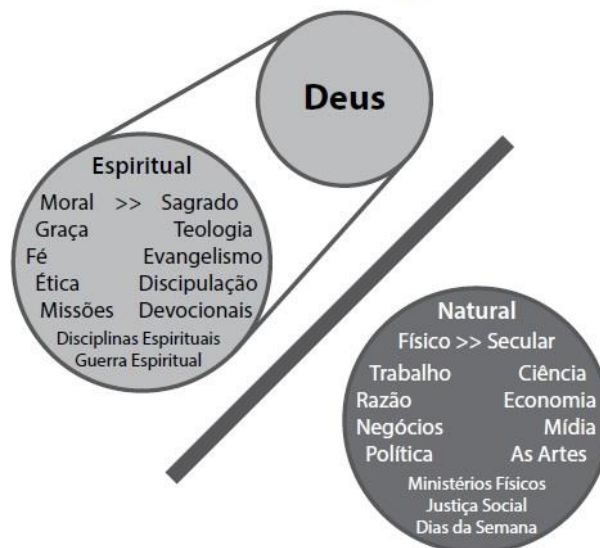 Deus
Espiritual
Moral >> Sagrado
Graça Teologia
Fé Evangelismo
Ética Discipulação
Missões Devocionais
Disciplinas Espirituais
Guerra Espiritual
Natural
Físico >> Secular
Trabalho Ciência
Razão Economia
Negócios Mídia
Política As Artes
Ministérios Físicos
Justiça Social
Dias da Semana